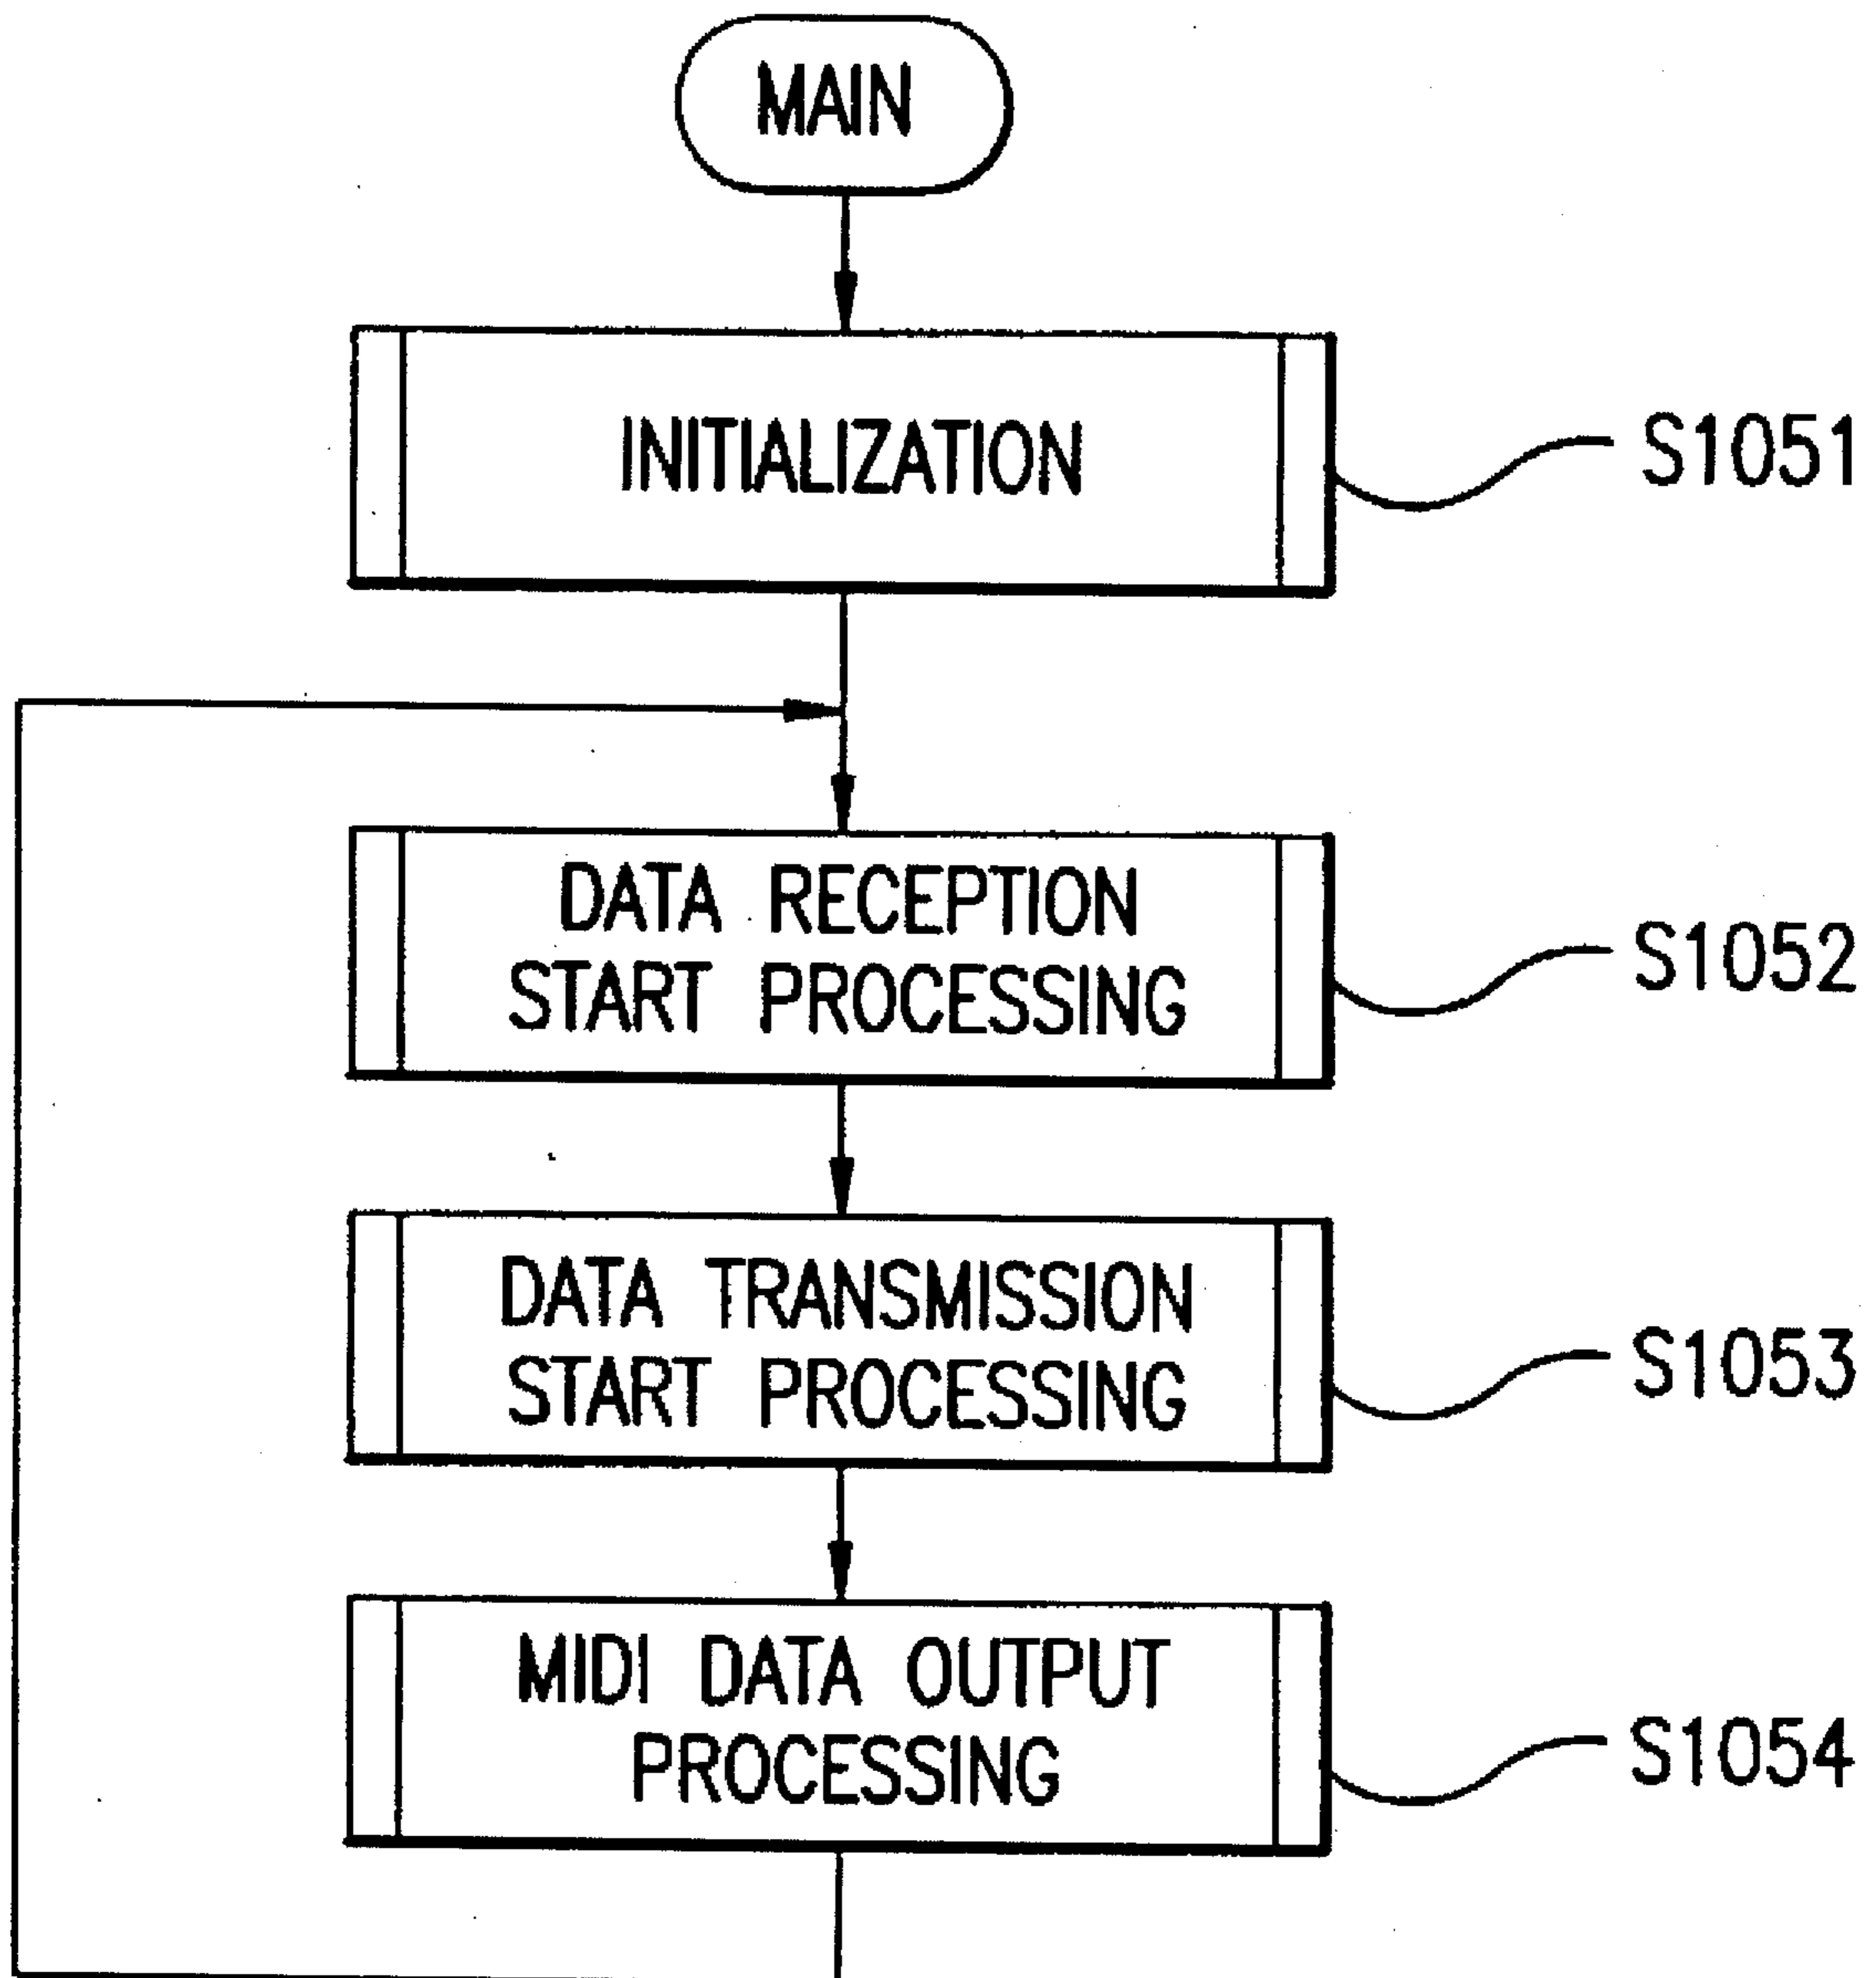 MAIN
INITIALIZATION
S1051
DATA RECEPTION
START PROCESSING
S1052
DATA TRANSMISSION
START PROCESSING
S1053
MIDI DATA OUTPUT
PROCESSING
S1054